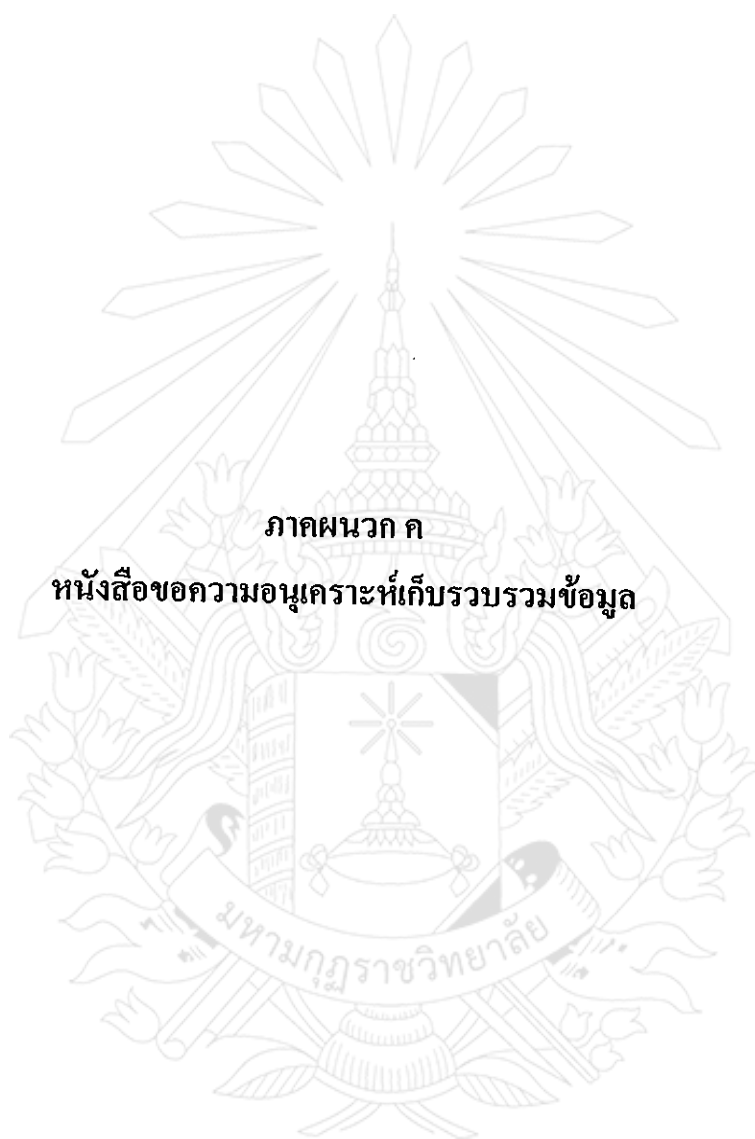 ภาคผนวก ค
หนังสือขอความอนุเคราะห์เก็บรวบรวมข้อมูล
มหามกุฏราชวิทยาลัย